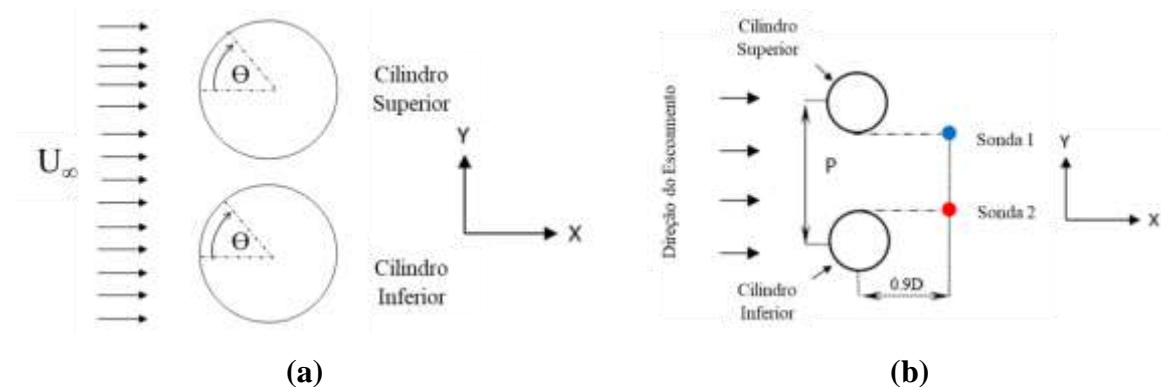 U∞
Θ
Cilindro
Superior
Θ
Cilindro
Inferior
Y
X
(a)
Direção do Escoamento
Cilindro
Superior
P
Sonda 1
Sonda 2
0.9D
Cilindro
Inferior
Y
X
(b)